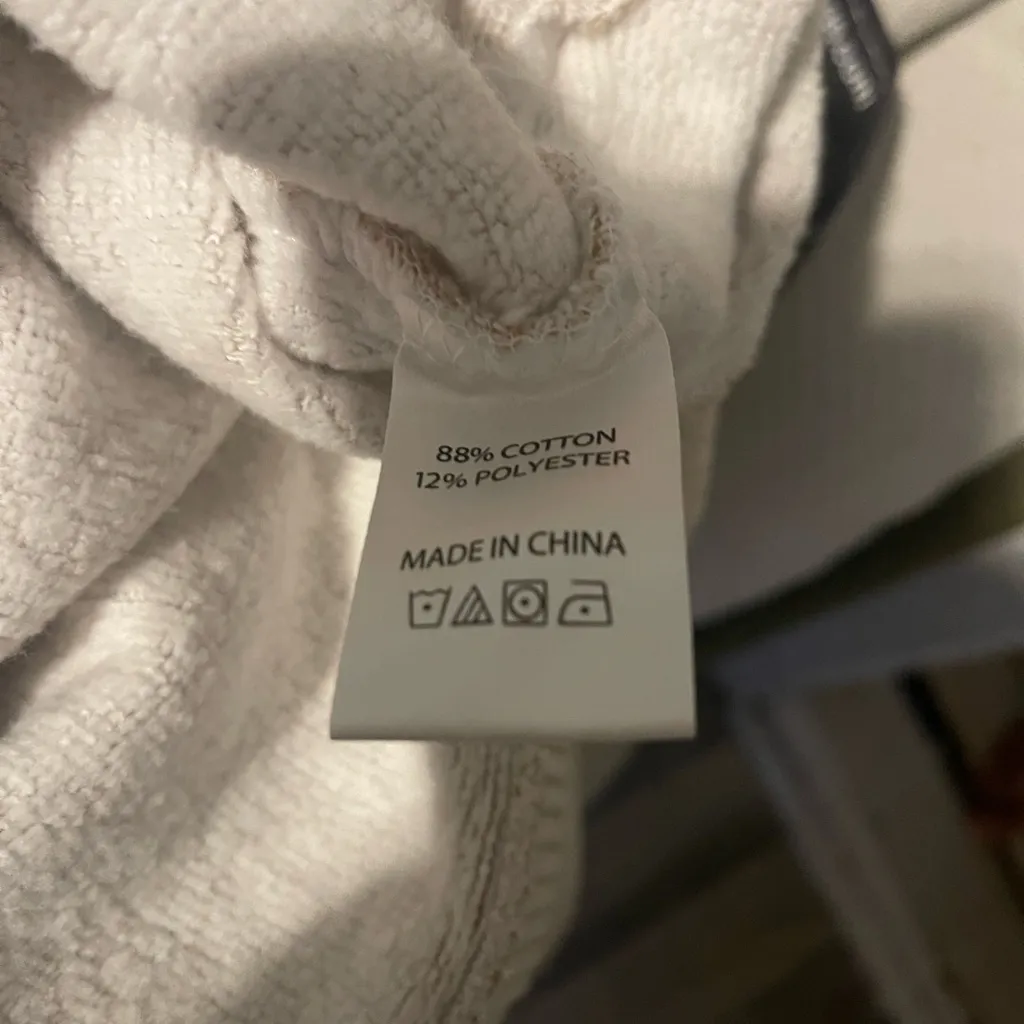 88% COTTON
12% POLYESTER
MADE IN CHINA